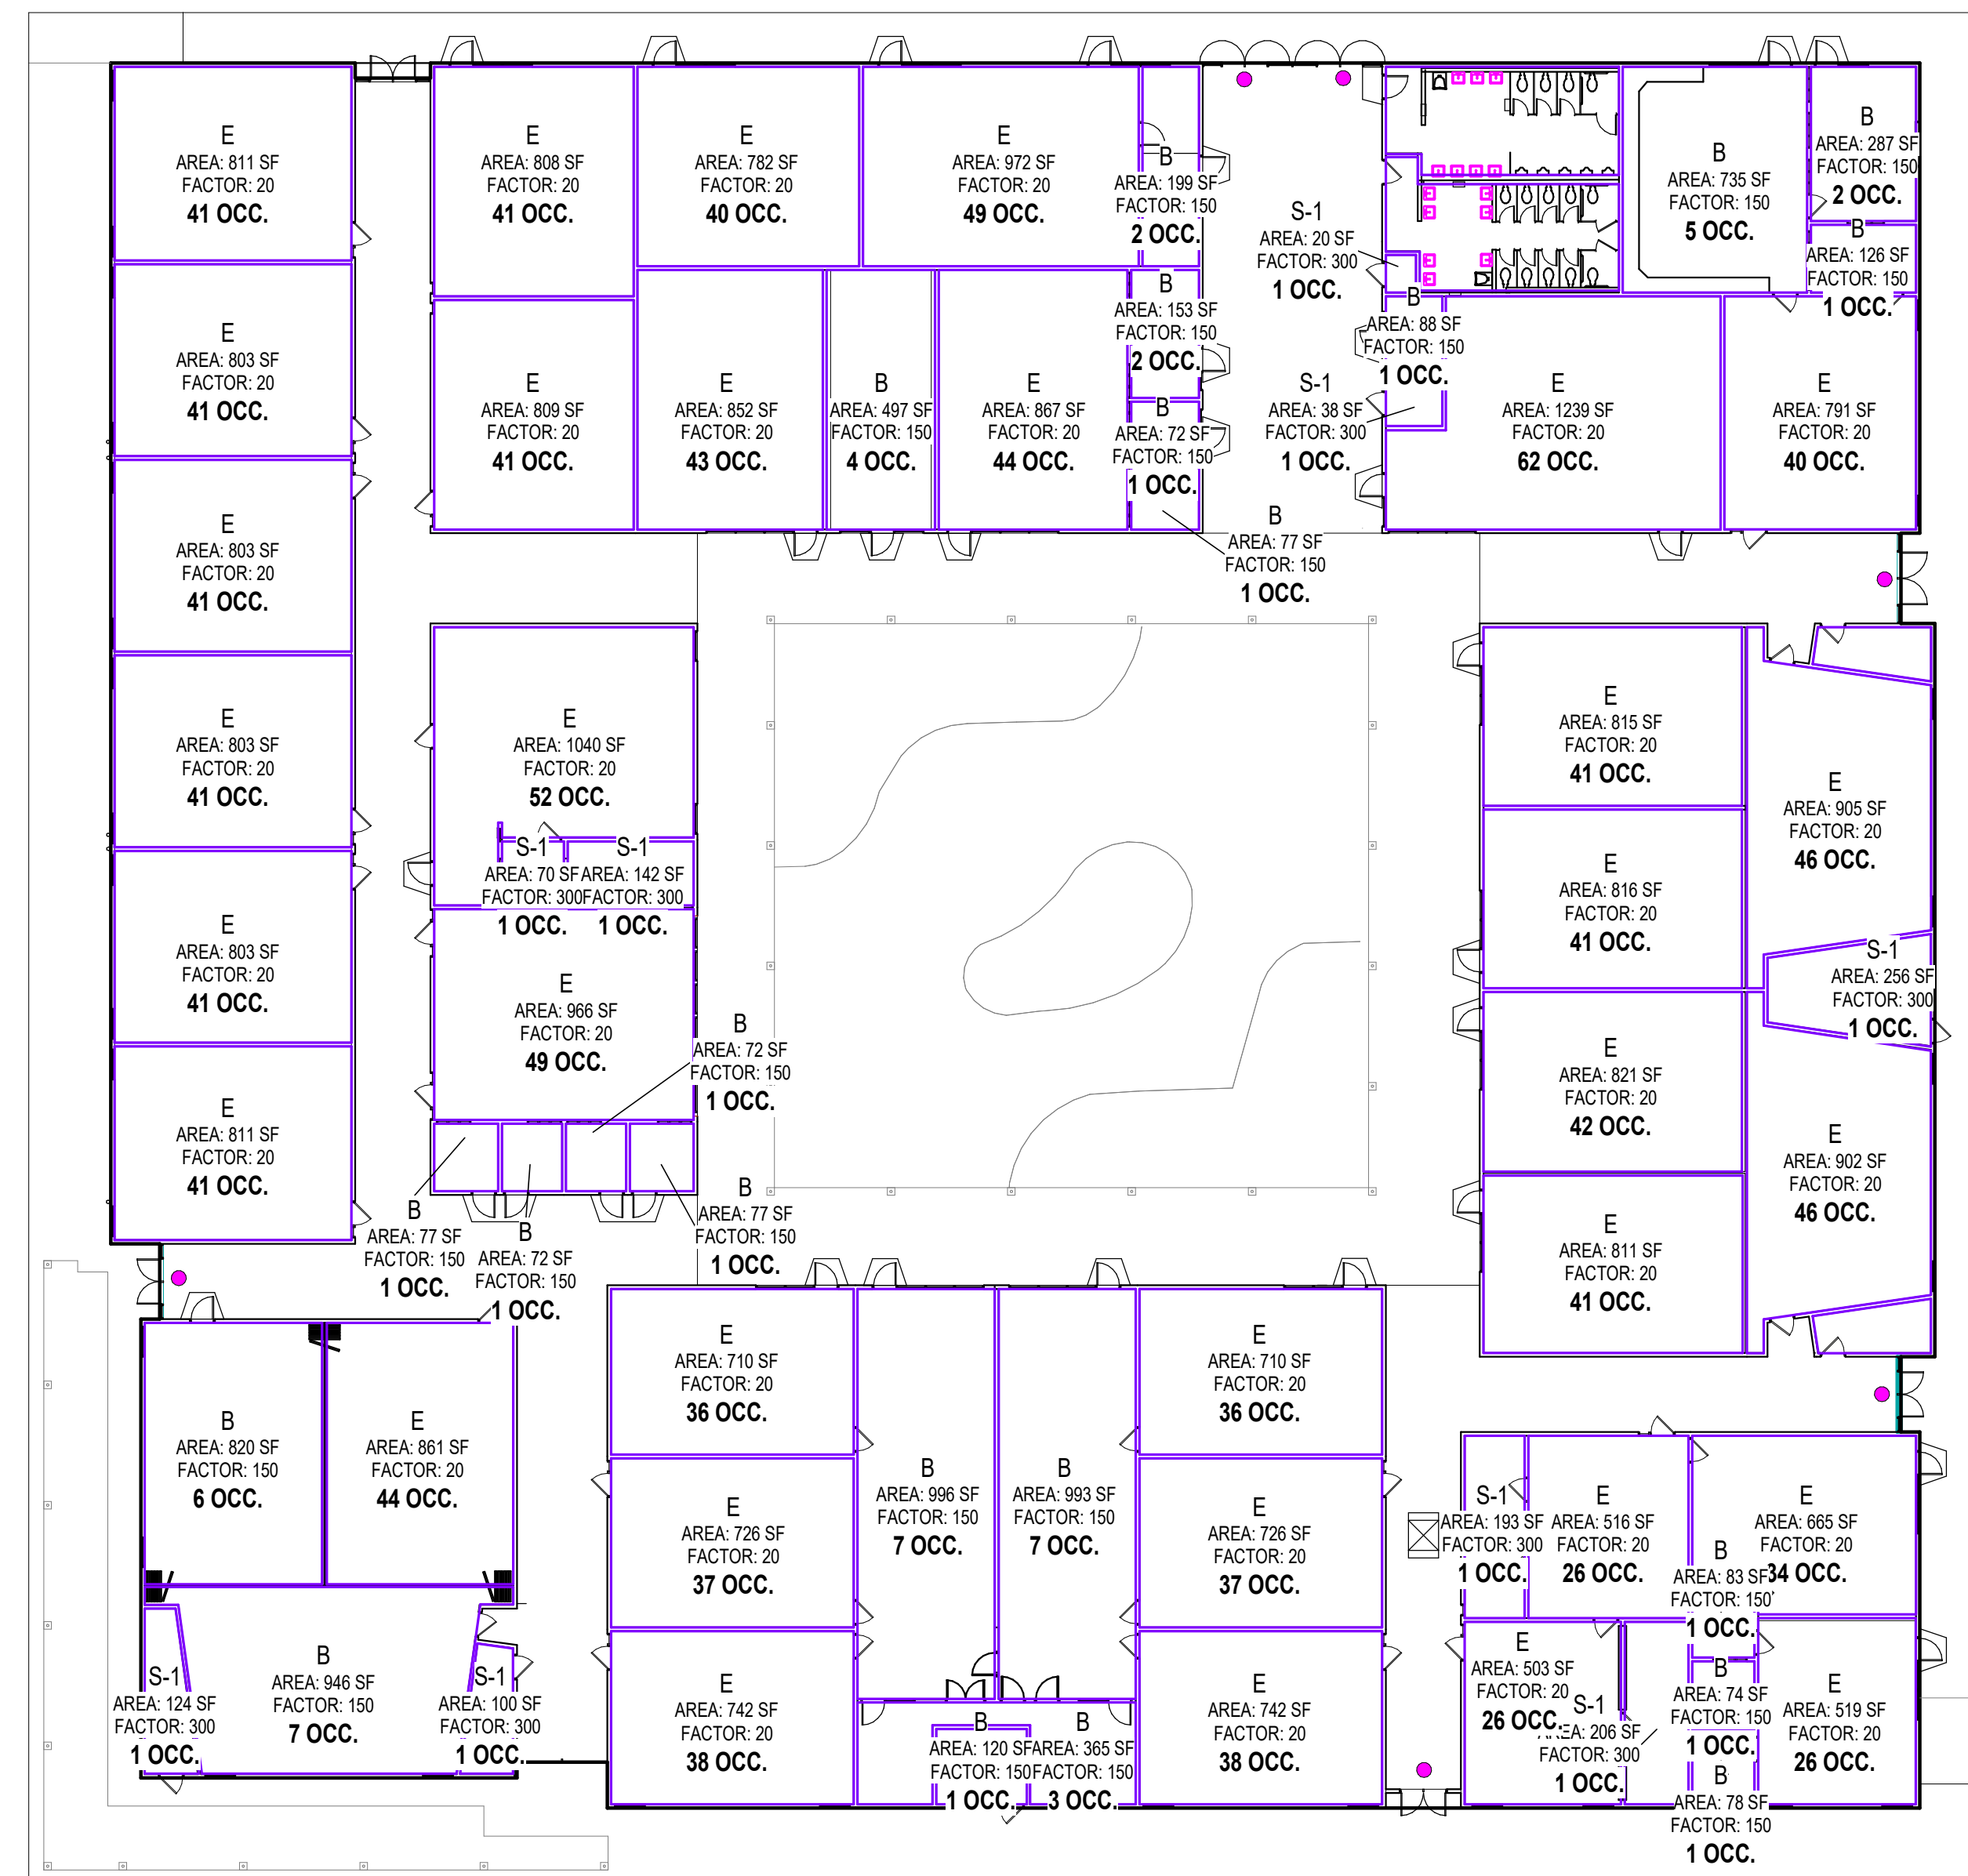 E
AREA: 811 SF
FACTOR: 20
41 OCC.
E
AREA: 808 SF
FACTOR: 20
41 OCC.
E
AREA: 782 SF
FACTOR: 20
40 OCC.
E
AREA: 972 SF
FACTOR: 20
49 OCC.
B
AREA: 199 SF
FACTOR: 150
2 OCC.
S-1
AREA: 20 SF
FACTOR: 300
1 OCC.
B
AREA: 735 SF
FACTOR: 150
5 OCC.
B
AREA: 287 SF
FACTOR: 150
2 OCC.
B
AREA: 126 SF
FACTOR: 150
1 OCC.
E
AREA: 803 SF
FACTOR: 20
41 OCC.
E
AREA: 809 SF
FACTOR: 20
41 OCC.
E
AREA: 852 SF
FACTOR: 20
43 OCC.
B
AREA: 497 SF
FACTOR: 150
4 OCC.
E
AREA: 867 SF
FACTOR: 20
44 OCC.
B
AREA: 153 SF
FACTOR: 150
2 OCC.
B
AREA: 72 SF
FACTOR: 150
1 OCC.
S-1
AREA: 38 SF
FACTOR: 300
1 OCC.
B
AREA: 88 SF
FACTOR: 150
1 OCC.
E
AREA: 1239 SF
FACTOR: 20
62 OCC.
E
AREA: 791 SF
FACTOR: 20
40 OCC.
B
AREA: 77 SF
FACTOR: 150
1 OCC.
E
AREA: 803 SF
FACTOR: 20
41 OCC.
E
AREA: 803 SF
FACTOR: 20
41 OCC.
E
AREA: 1040 SF
FACTOR: 20
52 OCC.
S-1
AREA: 70 SF
FACTOR: 300
1 OCC.
S-1
AREA: 142 SF
FACTOR: 300
1 OCC.
E
AREA: 815 SF
FACTOR: 20
41 OCC.
E
AREA: 905 SF
FACTOR: 20
46 OCC.
E
AREA: 816 SF
FACTOR: 20
41 OCC.
S-1
AREA: 256 SF
FACTOR: 300
1 OCC.
E
AREA: 803 SF
FACTOR: 20
41 OCC.
E
AREA: 966 SF
FACTOR: 20
49 OCC.
B
AREA: 72 SF
FACTOR: 150
1 OCC.
E
AREA: 821 SF
FACTOR: 20
42 OCC.
E
AREA: 902 SF
FACTOR: 20
46 OCC.
E
AREA: 811 SF
FACTOR: 20
41 OCC.
B
AREA: 77 SF
FACTOR: 150
1 OCC.
B
AREA: 72 SF
FACTOR: 150
1 OCC.
B
AREA: 77 SF
FACTOR: 150
1 OCC.
E
AREA: 811 SF
FACTOR: 20
41 OCC.
B
AREA: 820 SF
FACTOR: 150
6 OCC.
E
AREA: 861 SF
FACTOR: 20
44 OCC.
E
AREA: 710 SF
FACTOR: 20
36 OCC.
E
AREA: 710 SF
FACTOR: 20
36 OCC.
E
AREA: 726 SF
FACTOR: 20
37 OCC.
B
AREA: 996 SF
FACTOR: 150
7 OCC.
B
AREA: 993 SF
FACTOR: 150
7 OCC.
E
AREA: 726 SF
FACTOR: 20
37 OCC.
S-1
AREA: 193 SF
FACTOR: 300
1 OCC.
E
AREA: 516 SF
FACTOR: 20
26 OCC.
B
AREA: 83 SF
FACTOR: 150
1 OCC.
E
AREA: 665 SF
FACTOR: 20
34 OCC.
S-1
AREA: 124 SF
FACTOR: 300
1 OCC.
B
AREA: 946 SF
FACTOR: 150
7 OCC.
S-1
AREA: 100 SF
FACTOR: 300
1 OCC.
E
AREA: 742 SF
FACTOR: 20
38 OCC.
B
AREA: 120 SF
FACTOR: 150
1 OCC.
B
AREA: 365 SF
FACTOR: 150
3 OCC.
E
AREA: 742 SF
FACTOR: 20
38 OCC.
E
AREA: 503 SF
FACTOR: 20
26 OCC.
S-1
AREA: 206 SF
FACTOR: 300
1 OCC.
B
AREA: 74 SF
FACTOR: 150
1 OCC.
E
AREA: 519 SF
FACTOR: 20
26 OCC.
B
AREA: 78 SF
FACTOR: 150
1 OCC.